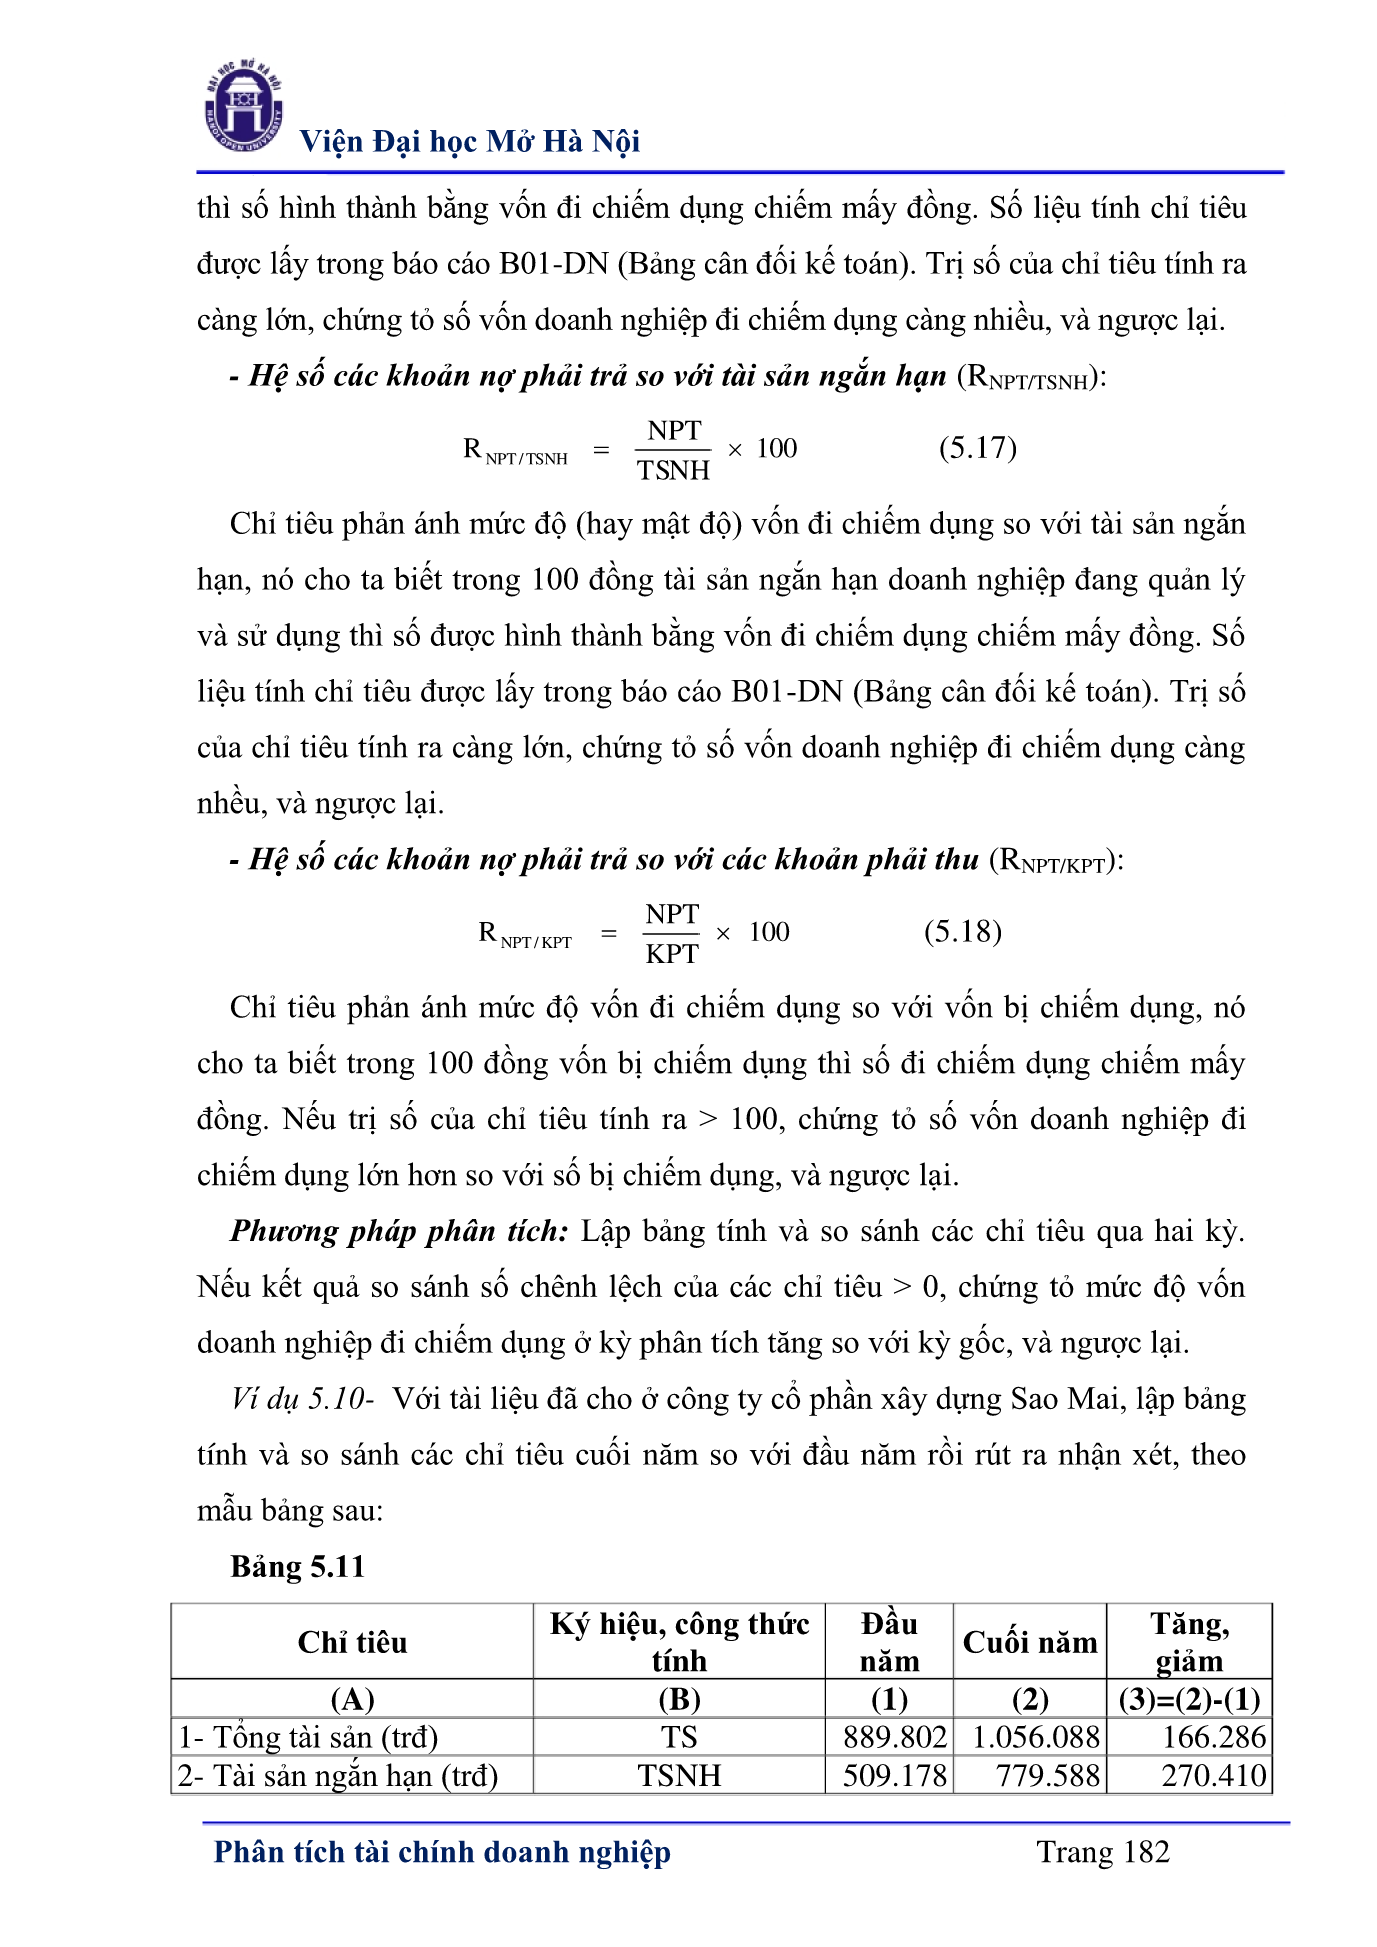 ĐẠI HỌC MỞ HÀ NỘI
HANOI OPEN UNIVERSITY
Viện Đại học Mở Hà Nội
thì số hình thành bằng vốn đi chiếm dụng chiếm mấy đồng. Số liệu tính chỉ tiêu
được lấy trong báo cáo B01-DN (Bảng cân đối kế toán). Trị số của chỉ tiêu tính ra
càng lớn, chứng tỏ số vốn doanh nghiệp đi chiếm dụng càng nhiều, và ngược lại.
- Hệ số các khoản nợ phải trả so với tài sản ngắn hạn (RNPT/TSNH):
R NPT/TSNH = NPT / TSNH × 100 (5.17)
Chỉ tiêu phản ánh mức độ (hay mật độ) vốn đi chiếm dụng so với tài sản ngắn
hạn, nó cho ta biết trong 100 đồng tài sản ngắn hạn doanh nghiệp đang quản lý
và sử dụng thì số được hình thành bằng vốn đi chiếm dụng chiếm mấy đồng. Số
liệu tính chỉ tiêu được lấy trong báo cáo B01-DN (Bảng cân đối kế toán). Trị số
của chỉ tiêu tính ra càng lớn, chứng tỏ số vốn doanh nghiệp đi chiếm dụng càng
nhều, và ngược lại.
- Hệ số các khoản nợ phải trả so với các khoản phải thu (RNPT/KPT):
R NPT/KPT = NPT / KPT × 100 (5.18)
Chỉ tiêu phản ánh mức độ vốn đi chiếm dụng so với vốn bị chiếm dụng, nó
cho ta biết trong 100 đồng vốn bị chiếm dụng thì số đi chiếm dụng chiếm mấy
đồng. Nếu trị số của chỉ tiêu tính ra > 100, chứng tỏ số vốn doanh nghiệp đi
chiếm dụng lớn hơn so với số bị chiếm dụng, và ngược lại.
Phương pháp phân tích: Lập bảng tính và so sánh các chỉ tiêu qua hai kỳ.
Nếu kết quả so sánh số chênh lệch của các chỉ tiêu > 0, chứng tỏ mức độ vốn
doanh nghiệp đi chiếm dụng ở kỳ phân tích tăng so với kỳ gốc, và ngược lại.
Ví dụ 5.10- Với tài liệu đã cho ở công ty cổ phần xây dựng Sao Mai, lập bảng
tính và so sánh các chỉ tiêu cuối năm so với đầu năm rồi rút ra nhận xét, theo
mẫu bảng sau:
Bảng 5.11
Chỉ tiêu Ký hiệu, công thức tính Đầu năm Cuối năm Tăng, giảm
(A) (B) (1) (2) (3)=(2)-(1)
1- Tổng tài sản (trđ) TS 889.802 1.056.088 166.286
2- Tài sản ngắn hạn (trđ) TSNH 509.178 779.588 270.410
Phân tích tài chính doanh nghiệp Trang 182